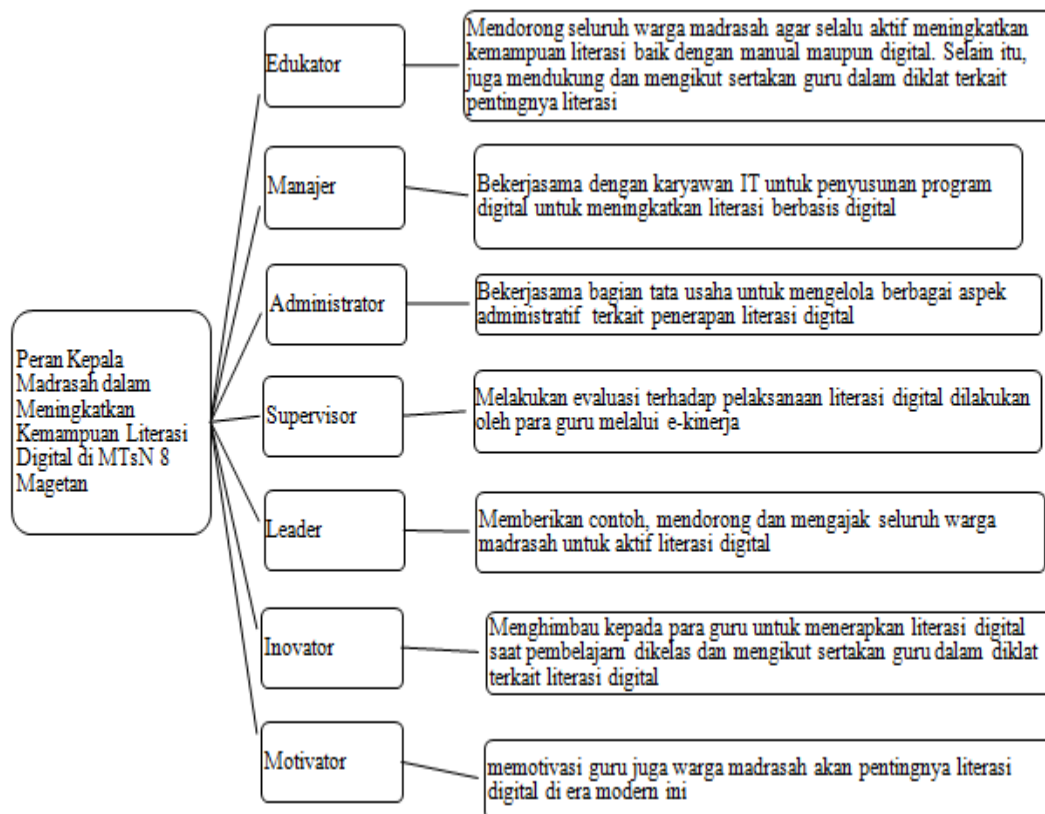 Peran Kepala
Madrasah dalam
Meningkatkan
Kemampuan Literasi
Digital di MTsN 8
Magetan
Edukator
Mendorong seluruh warga madrasah agar selalu aktif meningkatkan
kemampuan literasi baik dengan manual maupun digital. Selain itu,
juga mendukung dan mengikut sertakan guru dalam diklat terkait
pentingnya literasi
Manajer
Bekerjasama dengan karyawan IT untuk penyusunan program
digital untuk meningkatkan literasi berbasis digital
Administrator
Bekerjasama bagian tata usaha untuk mengelola berbagai aspek
administratif terkait penerapan literasi digital
Supervisor
Melakukan evaluasi terhadap pelaksanaan literasi digital dilakukan
oleh para guru melalui e-kinerja
Leader
Memberikan contoh, mendorong dan mengajak seluruh warga
madrasah untuk aktif literasi digital
Inovator
Menghimbau kepada para guru untuk menerapkan literasi digital
saat pembelajarn dikelas dan mengikut sertakan guru dalam diklat
terkait literasi digital
Motivator
memotivasi guru juga warga madrasah akan pentingnya literasi
digital di era modern ini